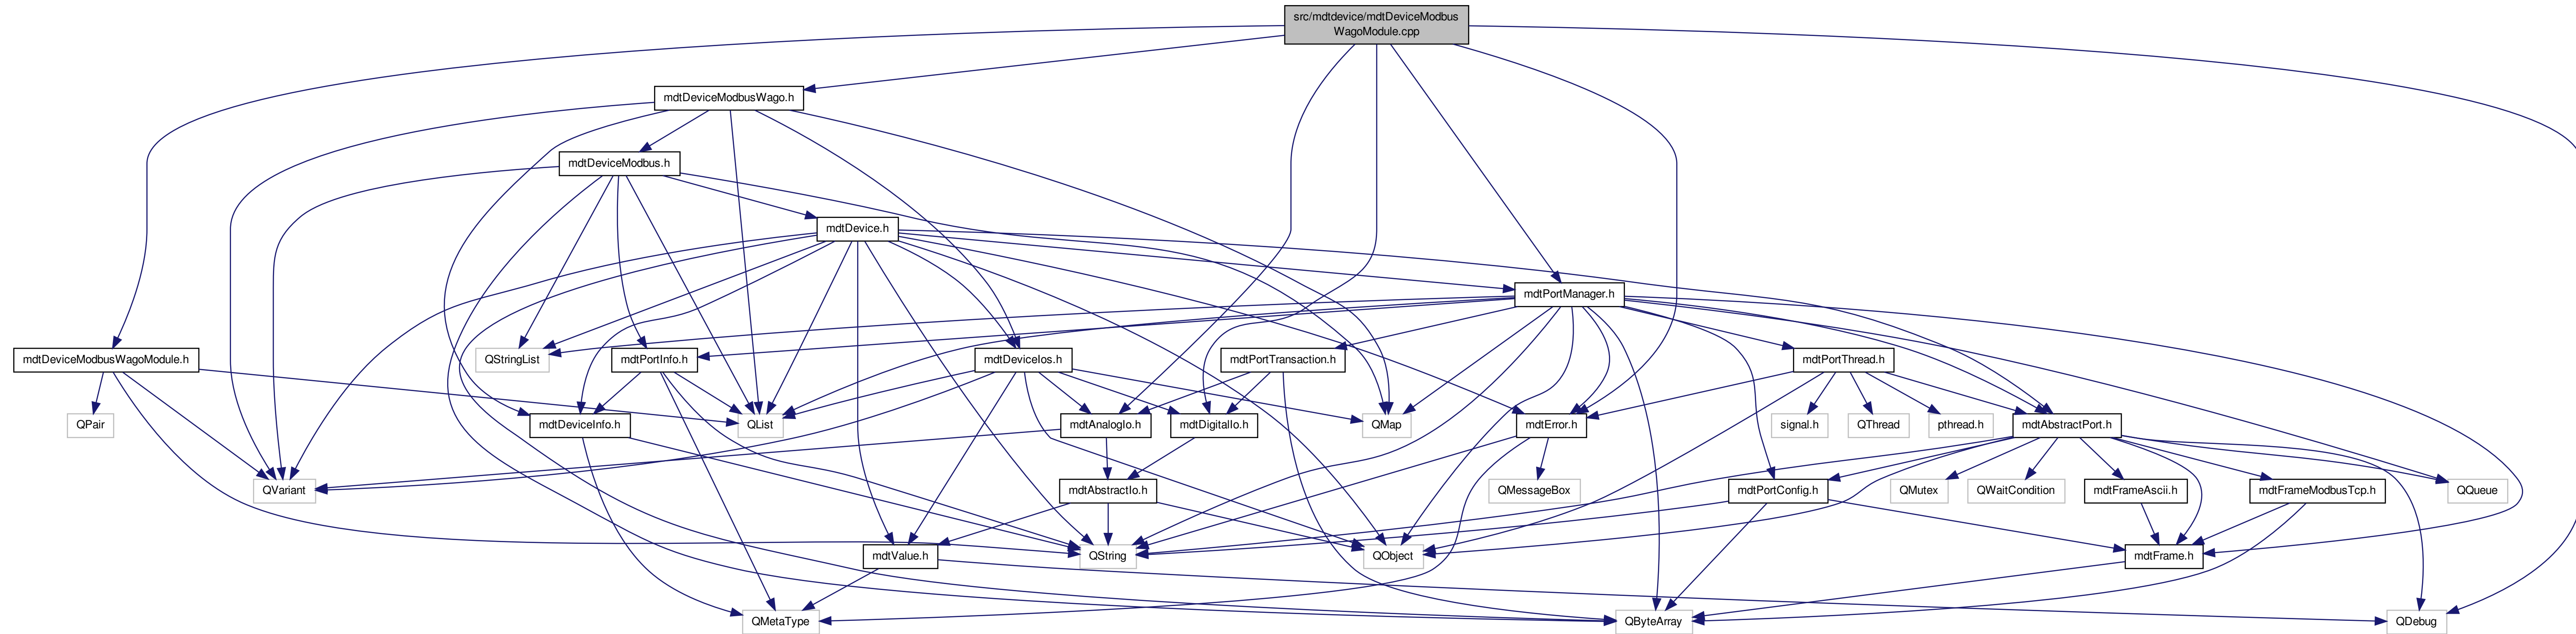 src/mdtdevice/mdtDeviceModbus
WagoModule.cpp
mdtDeviceModbusWago.h
mdtDeviceModbus.h
mdtDevice.h
mdtPortManager.h
mdtDeviceModbusWagoModule.h
QStringList
mdtPortInfo.h
mdtDeviceIos.h
mdtPortTransaction.h
mdtPortThread.h
QPair
mdtDeviceInfo.h
QList
mdtAnalogIo.h
mdtDigitalIo.h
QMap
mdtError.h
signal.h
QThread
pthread.h
mdtAbstractPort.h
QVariant
mdtAbstractIo.h
QMessageBox
mdtPortConfig.h
QMutex
QWaitCondition
mdtFrameAscii.h
mdtFrameModbusTcp.h
QQueue
mdtValue.h
QString
QObject
mdtFrame.h
QMetaType
QByteArray
QDebug